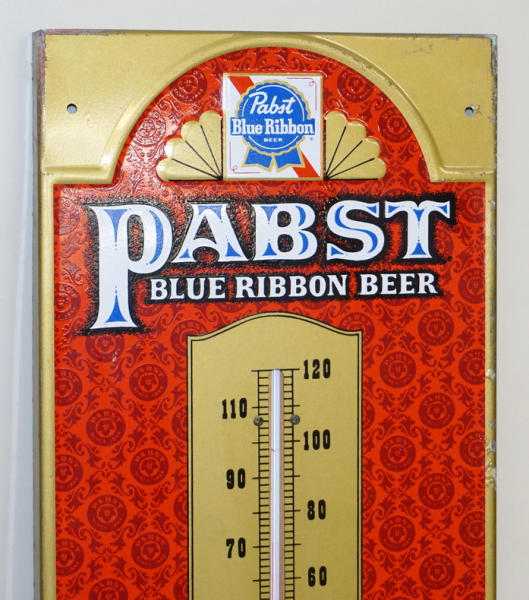 Pabst
Blue Ribbon
BEER
PABST
BLUE RIBBON BEER
120
110
100
90
80
70
60